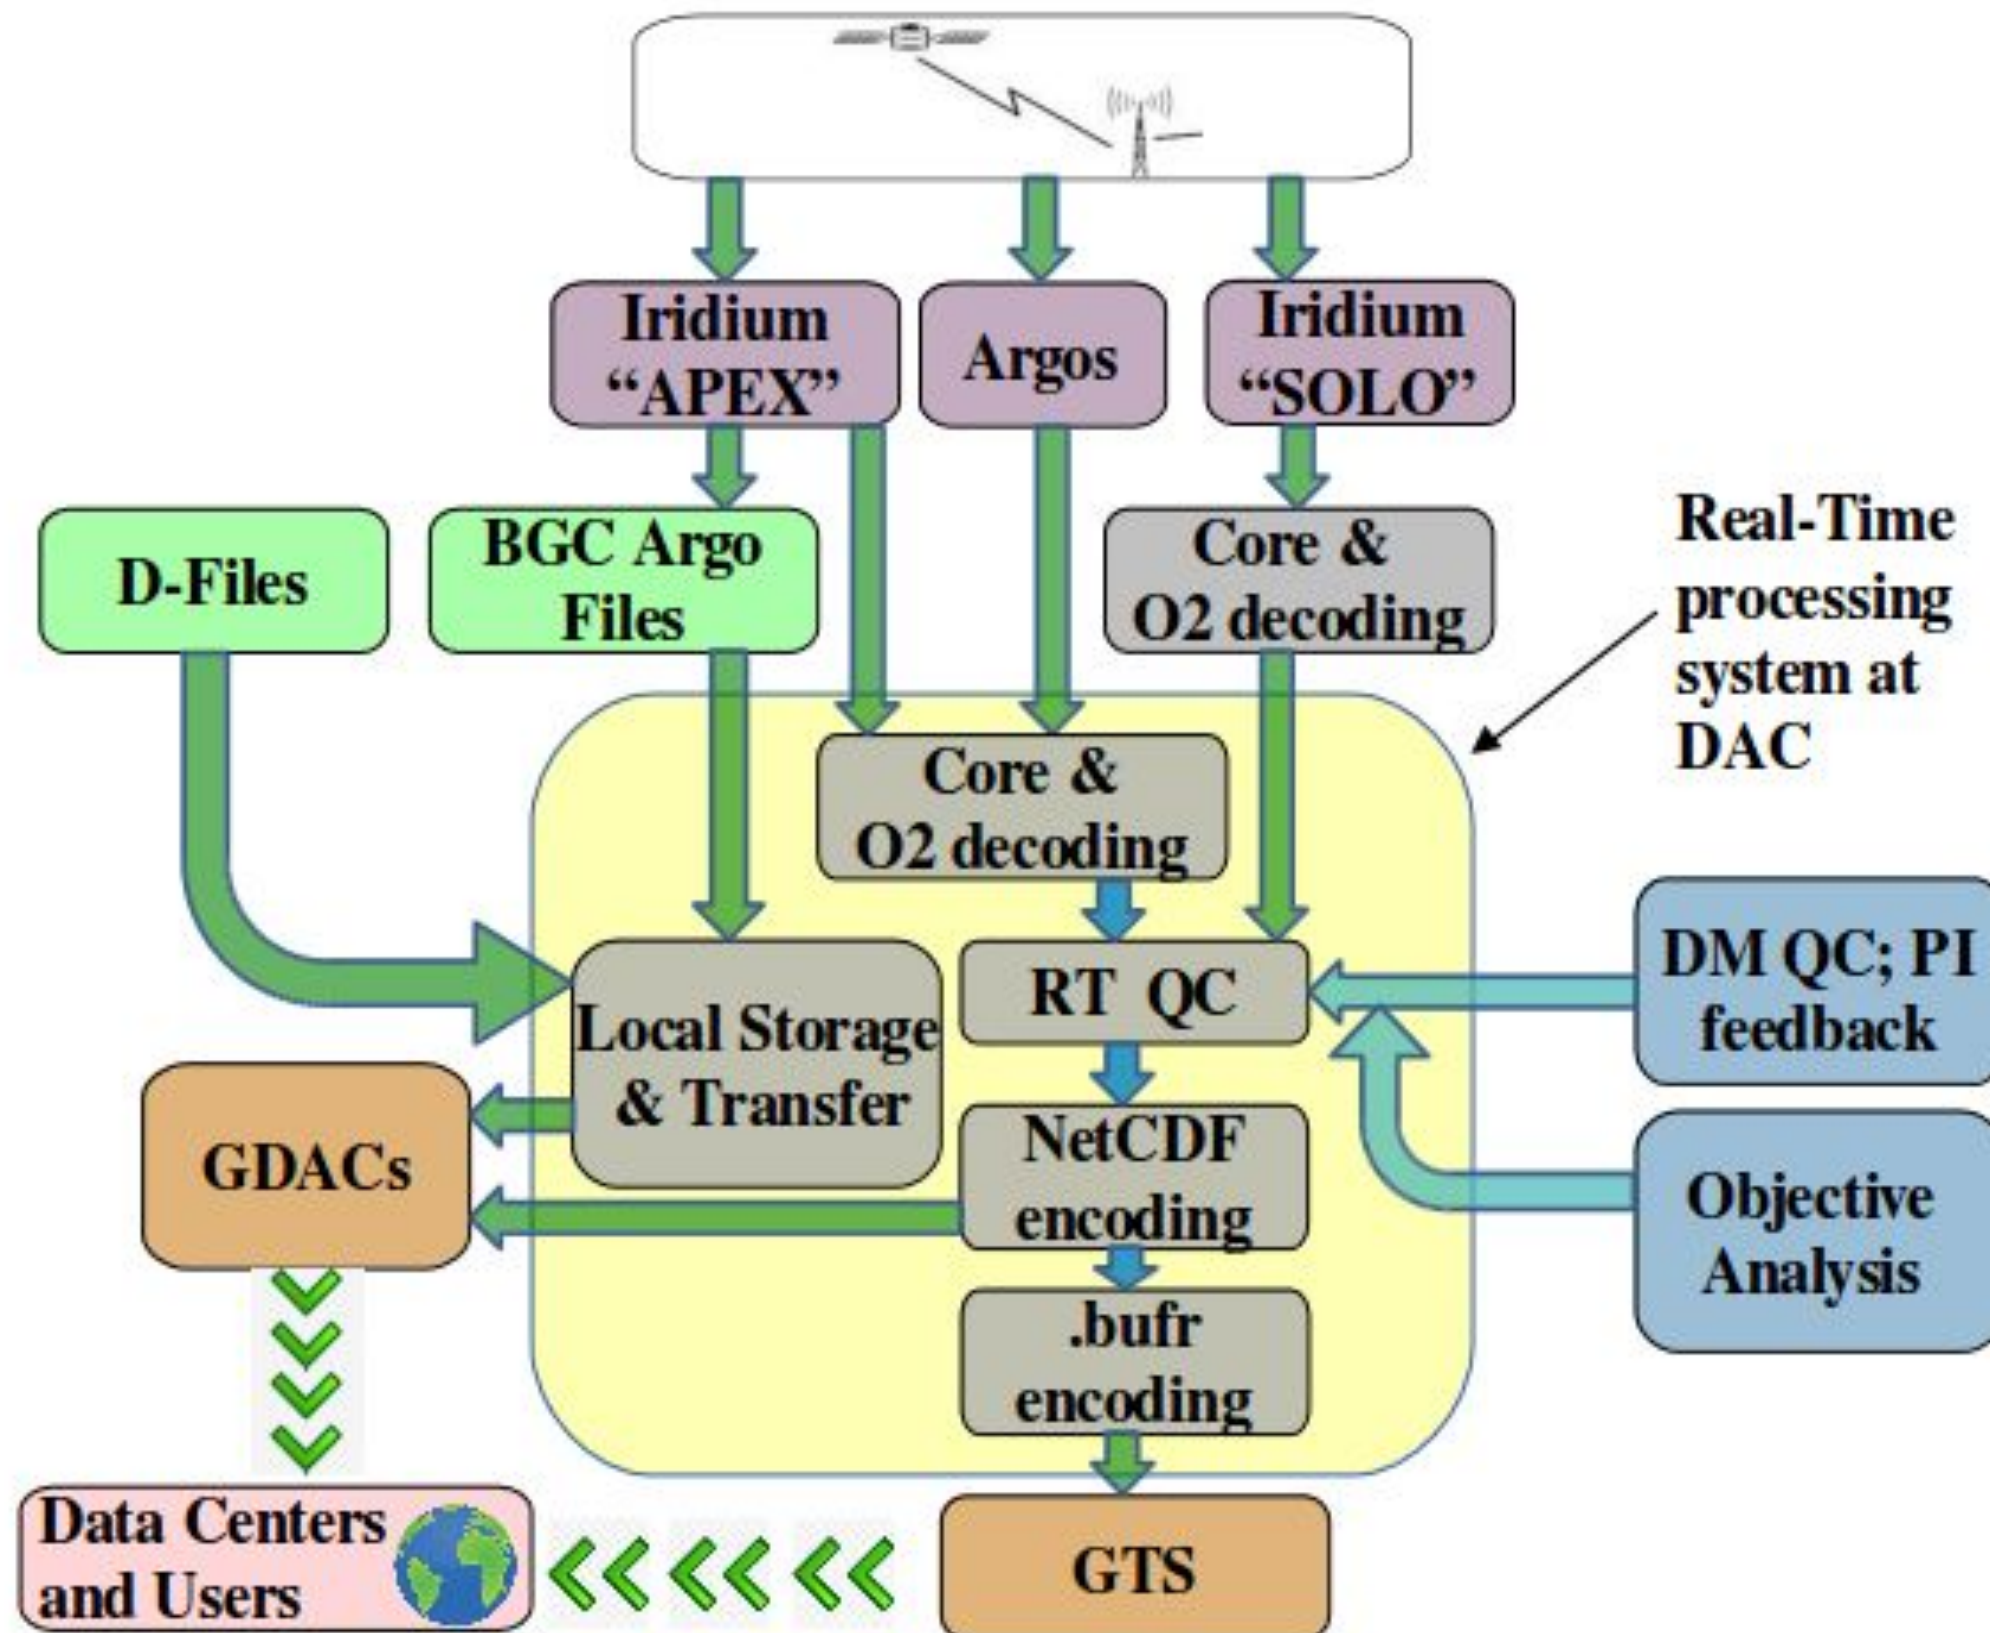 Iridium
“APEX”
Argos
Iridium
“SOLO”
D-Files
BGC Argo
Files
Core &
O2 decoding
Real-Time
processing
system at
DAC
Core &
O2 decoding
Local Storage
& Transfer
RT QC
DM QC; PI
feedback
GDACs
NetCDF
encoding
Objective
Analysis
.bufr
encoding
Data Centers
and Users
GTS